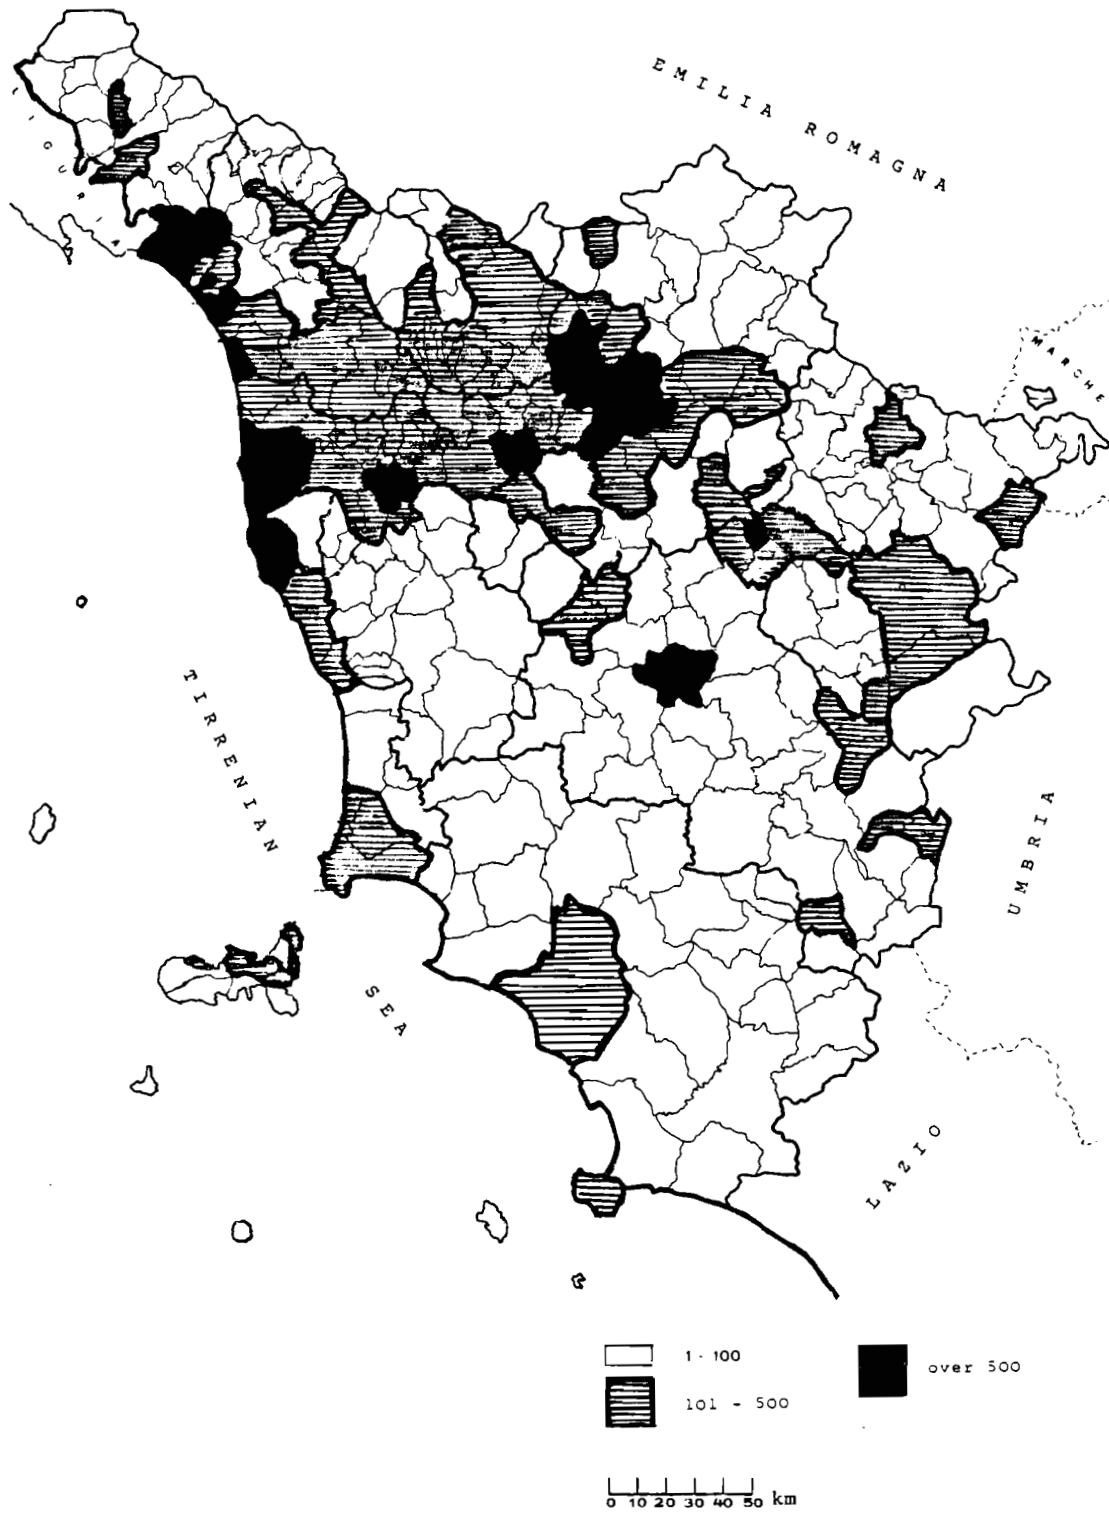 EMILIA ROMAGNA
LIGURIA
MARCHE
TIRRENIAN
SEA
UMBRIA
LAZIO
1 - 100
over 500
101 - 500
0 10 20 30 40 50 km